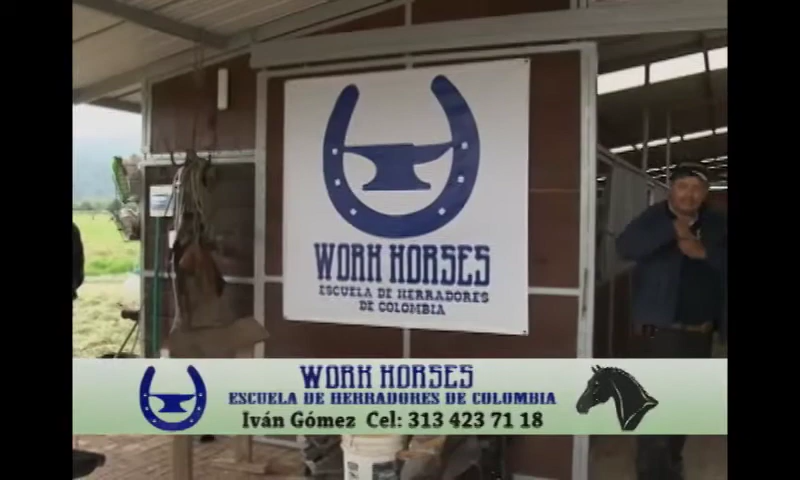 WORK HORSES
ESCUELA DE HERRADORES
DE COLOMBIA
WORK HORSES
ESCUELA DE HERRADORES DE COLOMBIA
Iván Gómez Cel: 313 423 71 18